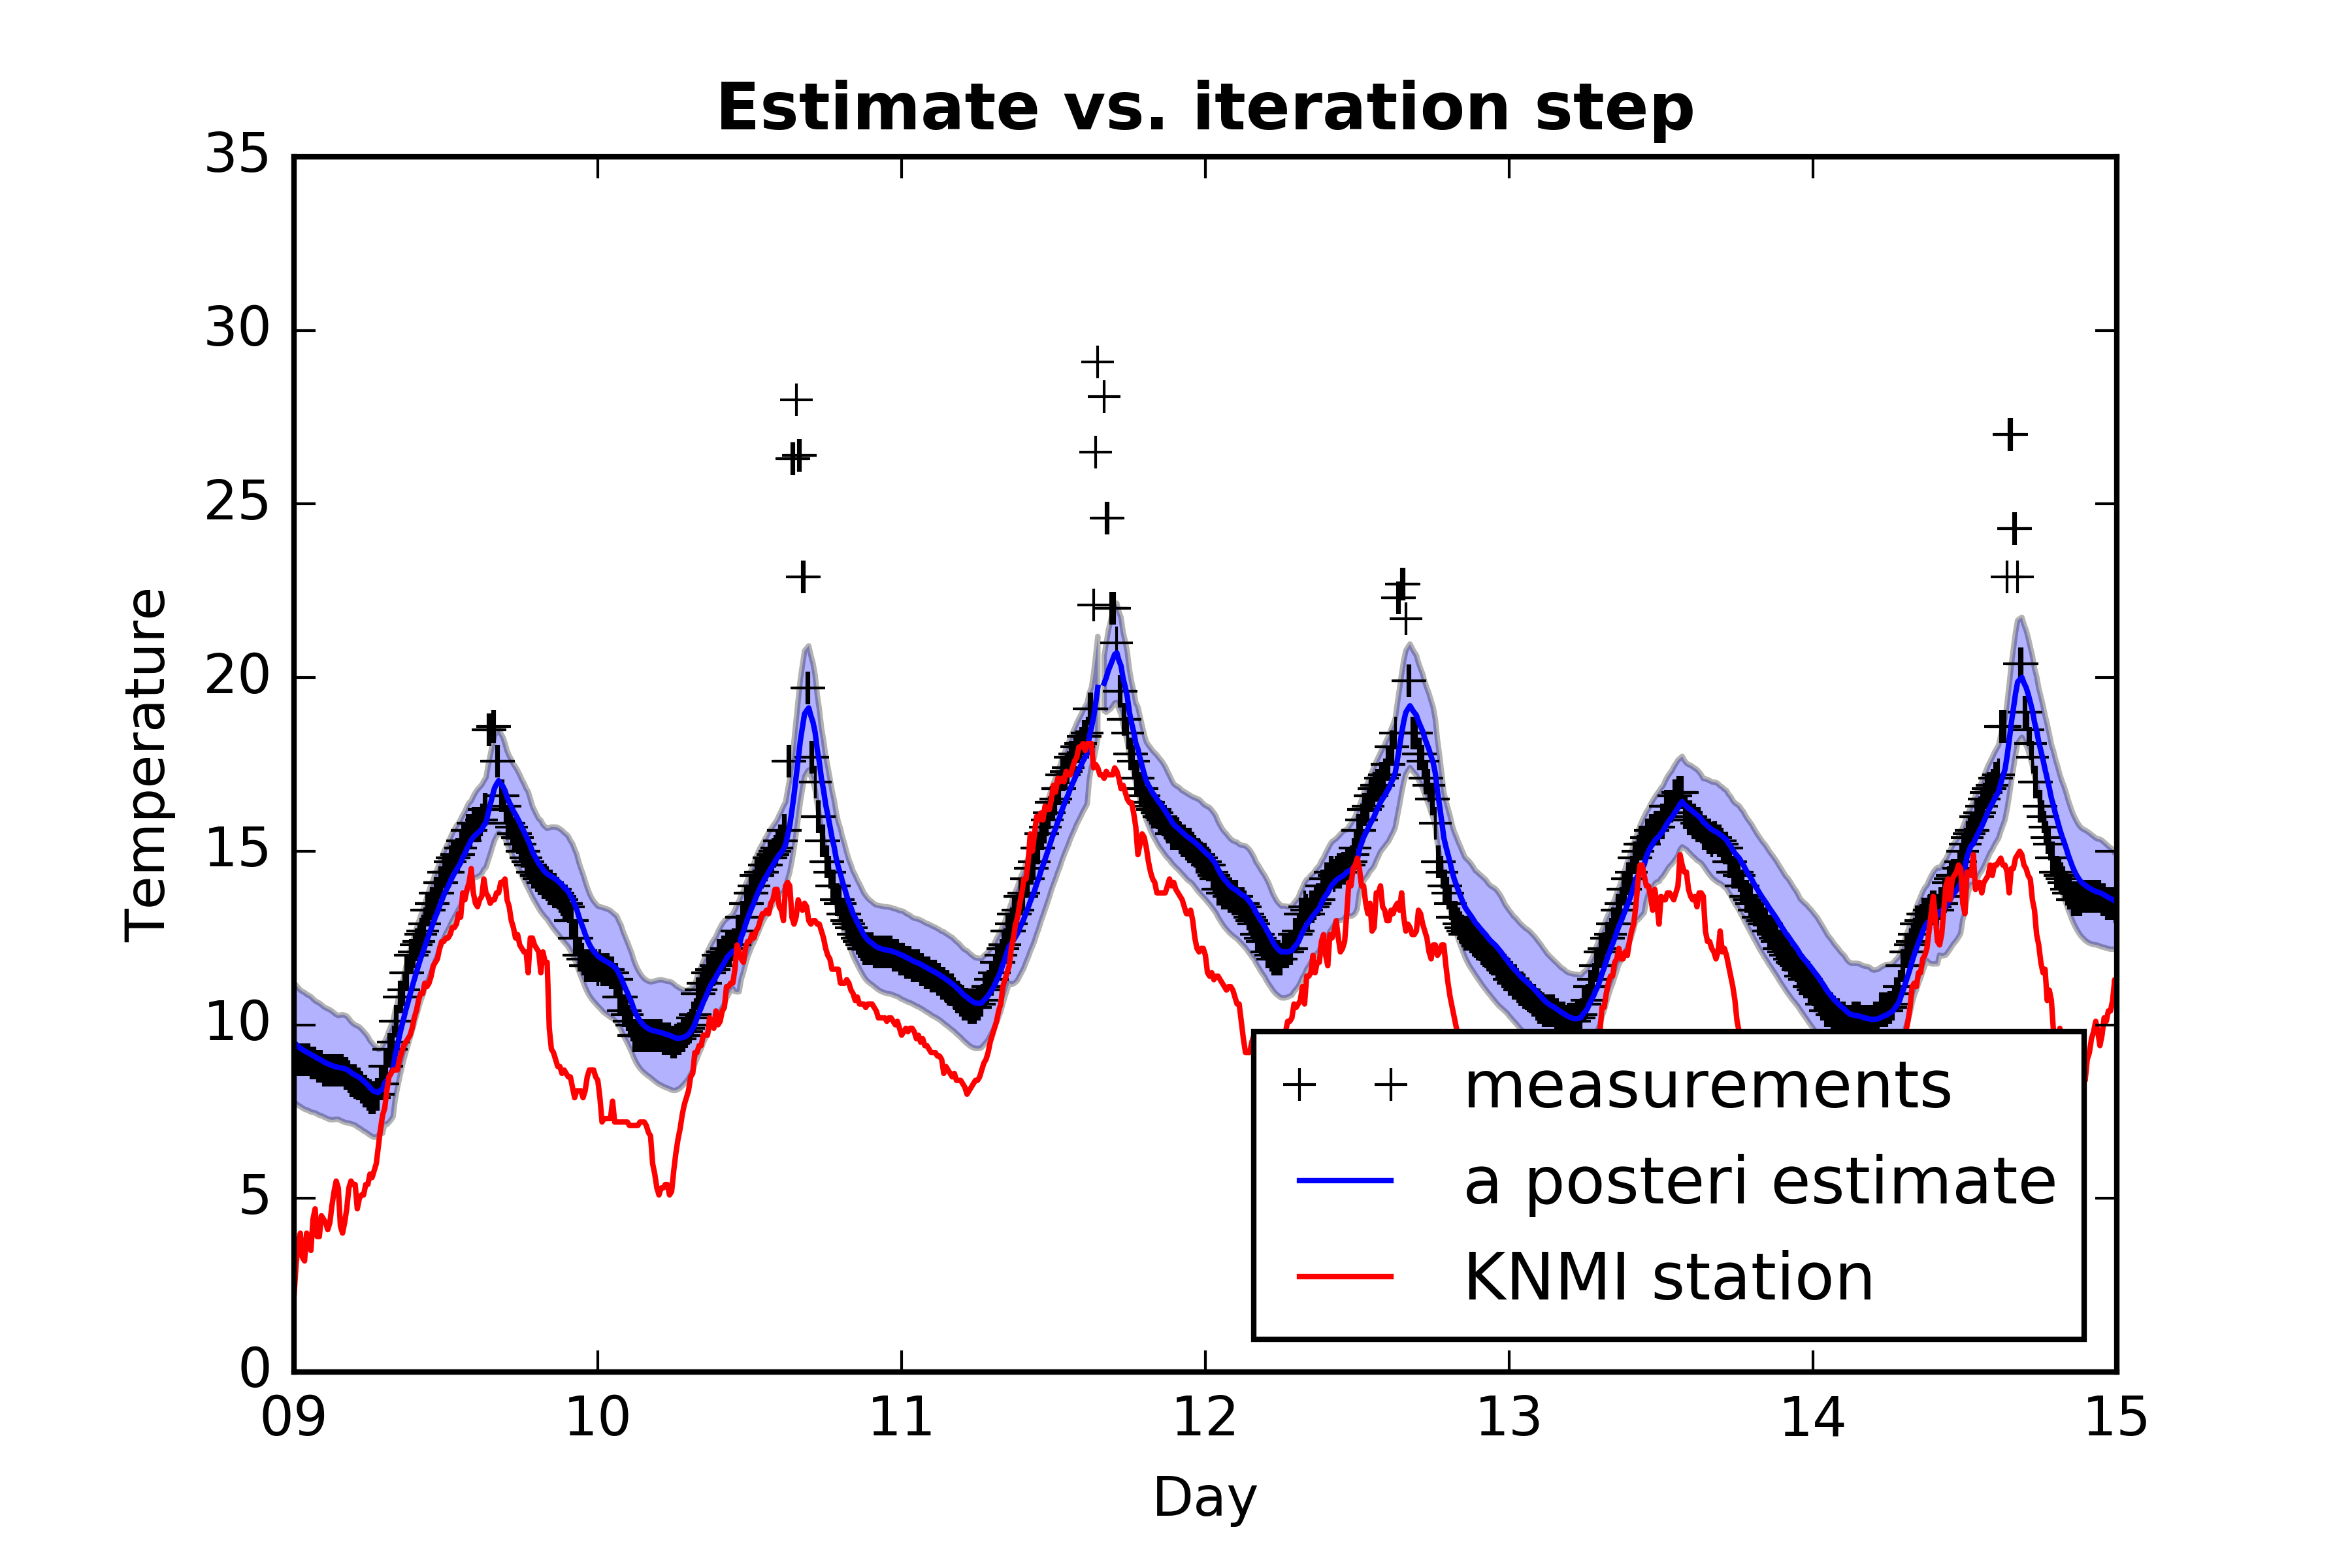 Estimate vs. iteration step
35
30
25
20
15
10
5
0
Temperature
measurements
a posteri estimate
KNMI station
09 10 11 12 13 14 15
Day